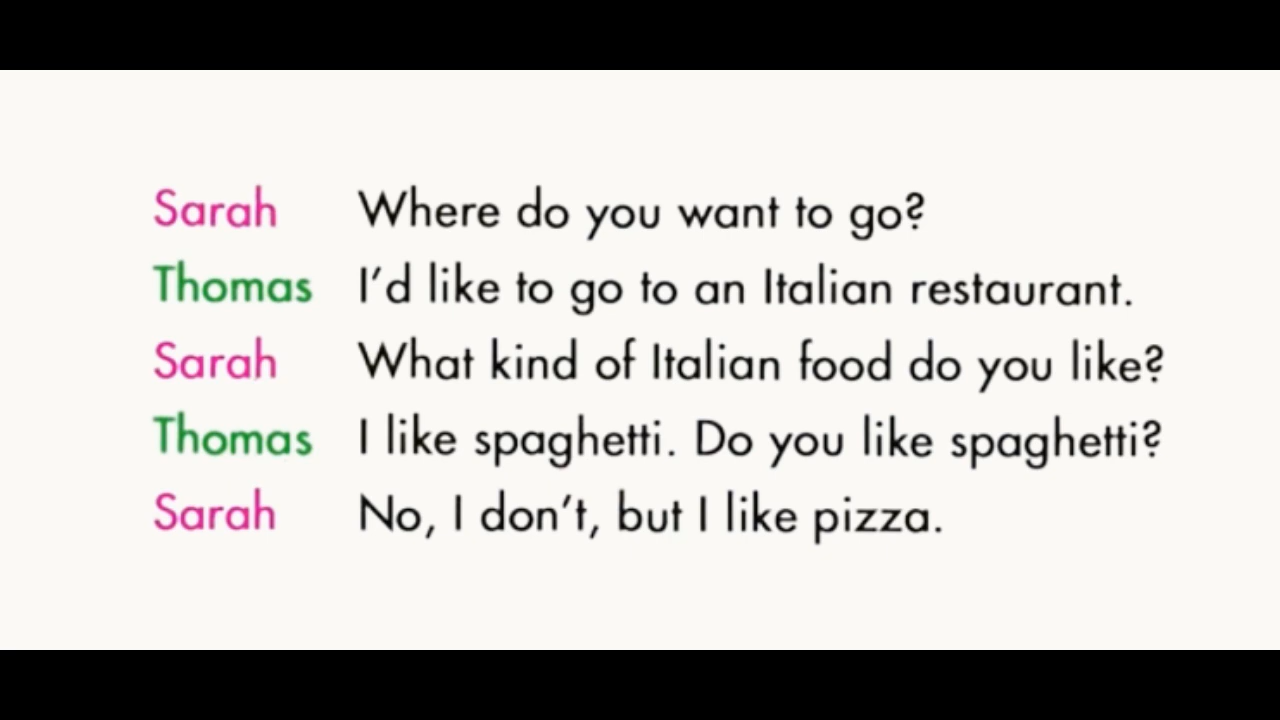 Sarah Where do you want to go?
Thomas I'd like to go to an Italian restaurant.
Sarah What kind of Italian food do you like?
Thomas I like spaghetti. Do you like spaghetti?
Sarah No, I don't, but I like pizza.